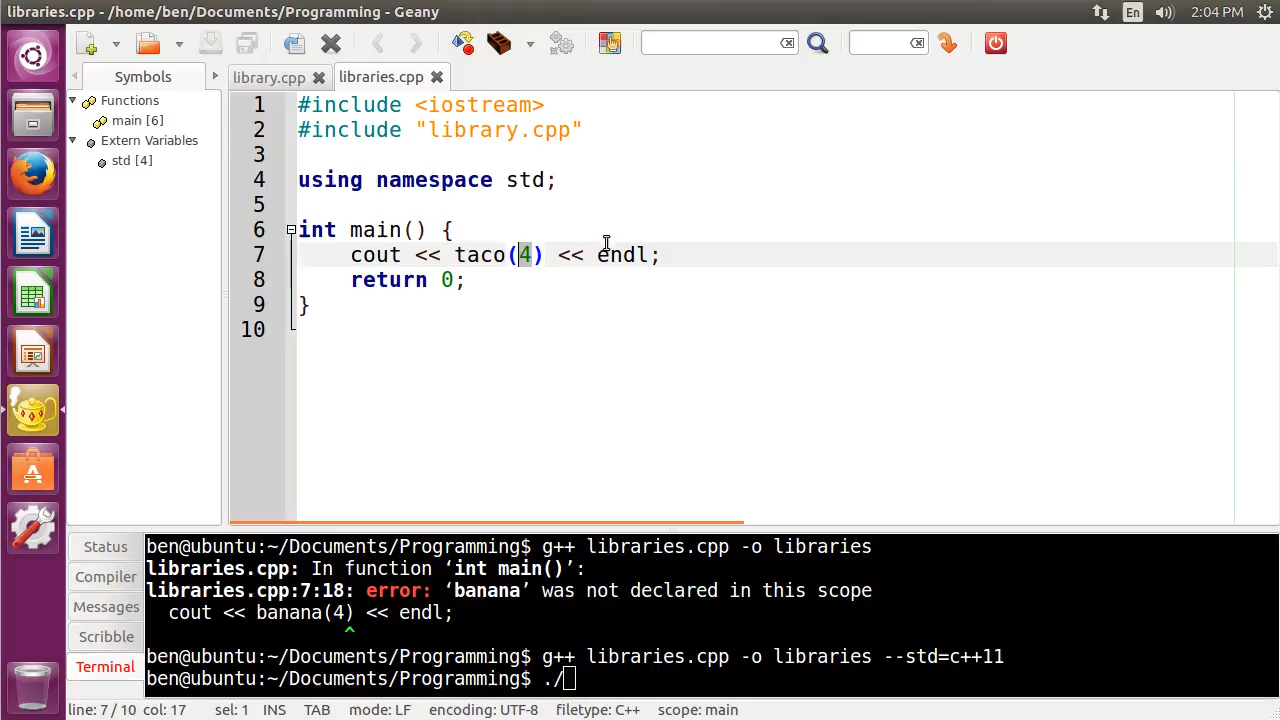 libraries.cpp - /home/ben/Documents/Programming - Geany
En
2:04 PM
Symbols
library.cpp
libraries.cpp
Functions
main [6]
Extern Variables
std [4]
1 #include <iostream>
2 #include "library.cpp"
3
4 using namespace std;
5
6 int main() {
7 cout << taco(4) << endl;
8 return 0;
9 }
10
Status
Compiler
Messages
Scribble
Terminal
ben@ubuntu:~/Documents/Programming$ g++ libraries.cpp -o libraries
libraries.cpp: In function ‘int main()’:
libraries.cpp:7:18: error: ‘banana’ was not declared in this scope
cout << banana(4) << endl;
^
ben@ubuntu:~/Documents/Programming$ g++ libraries.cpp -o libraries --std=c++11
ben@ubuntu:~/Documents/Programming$ ./
line: 7 / 10 col: 17 sel: 1 INS TAB mode: LF encoding: UTF-8 filetype: C++ scope: main